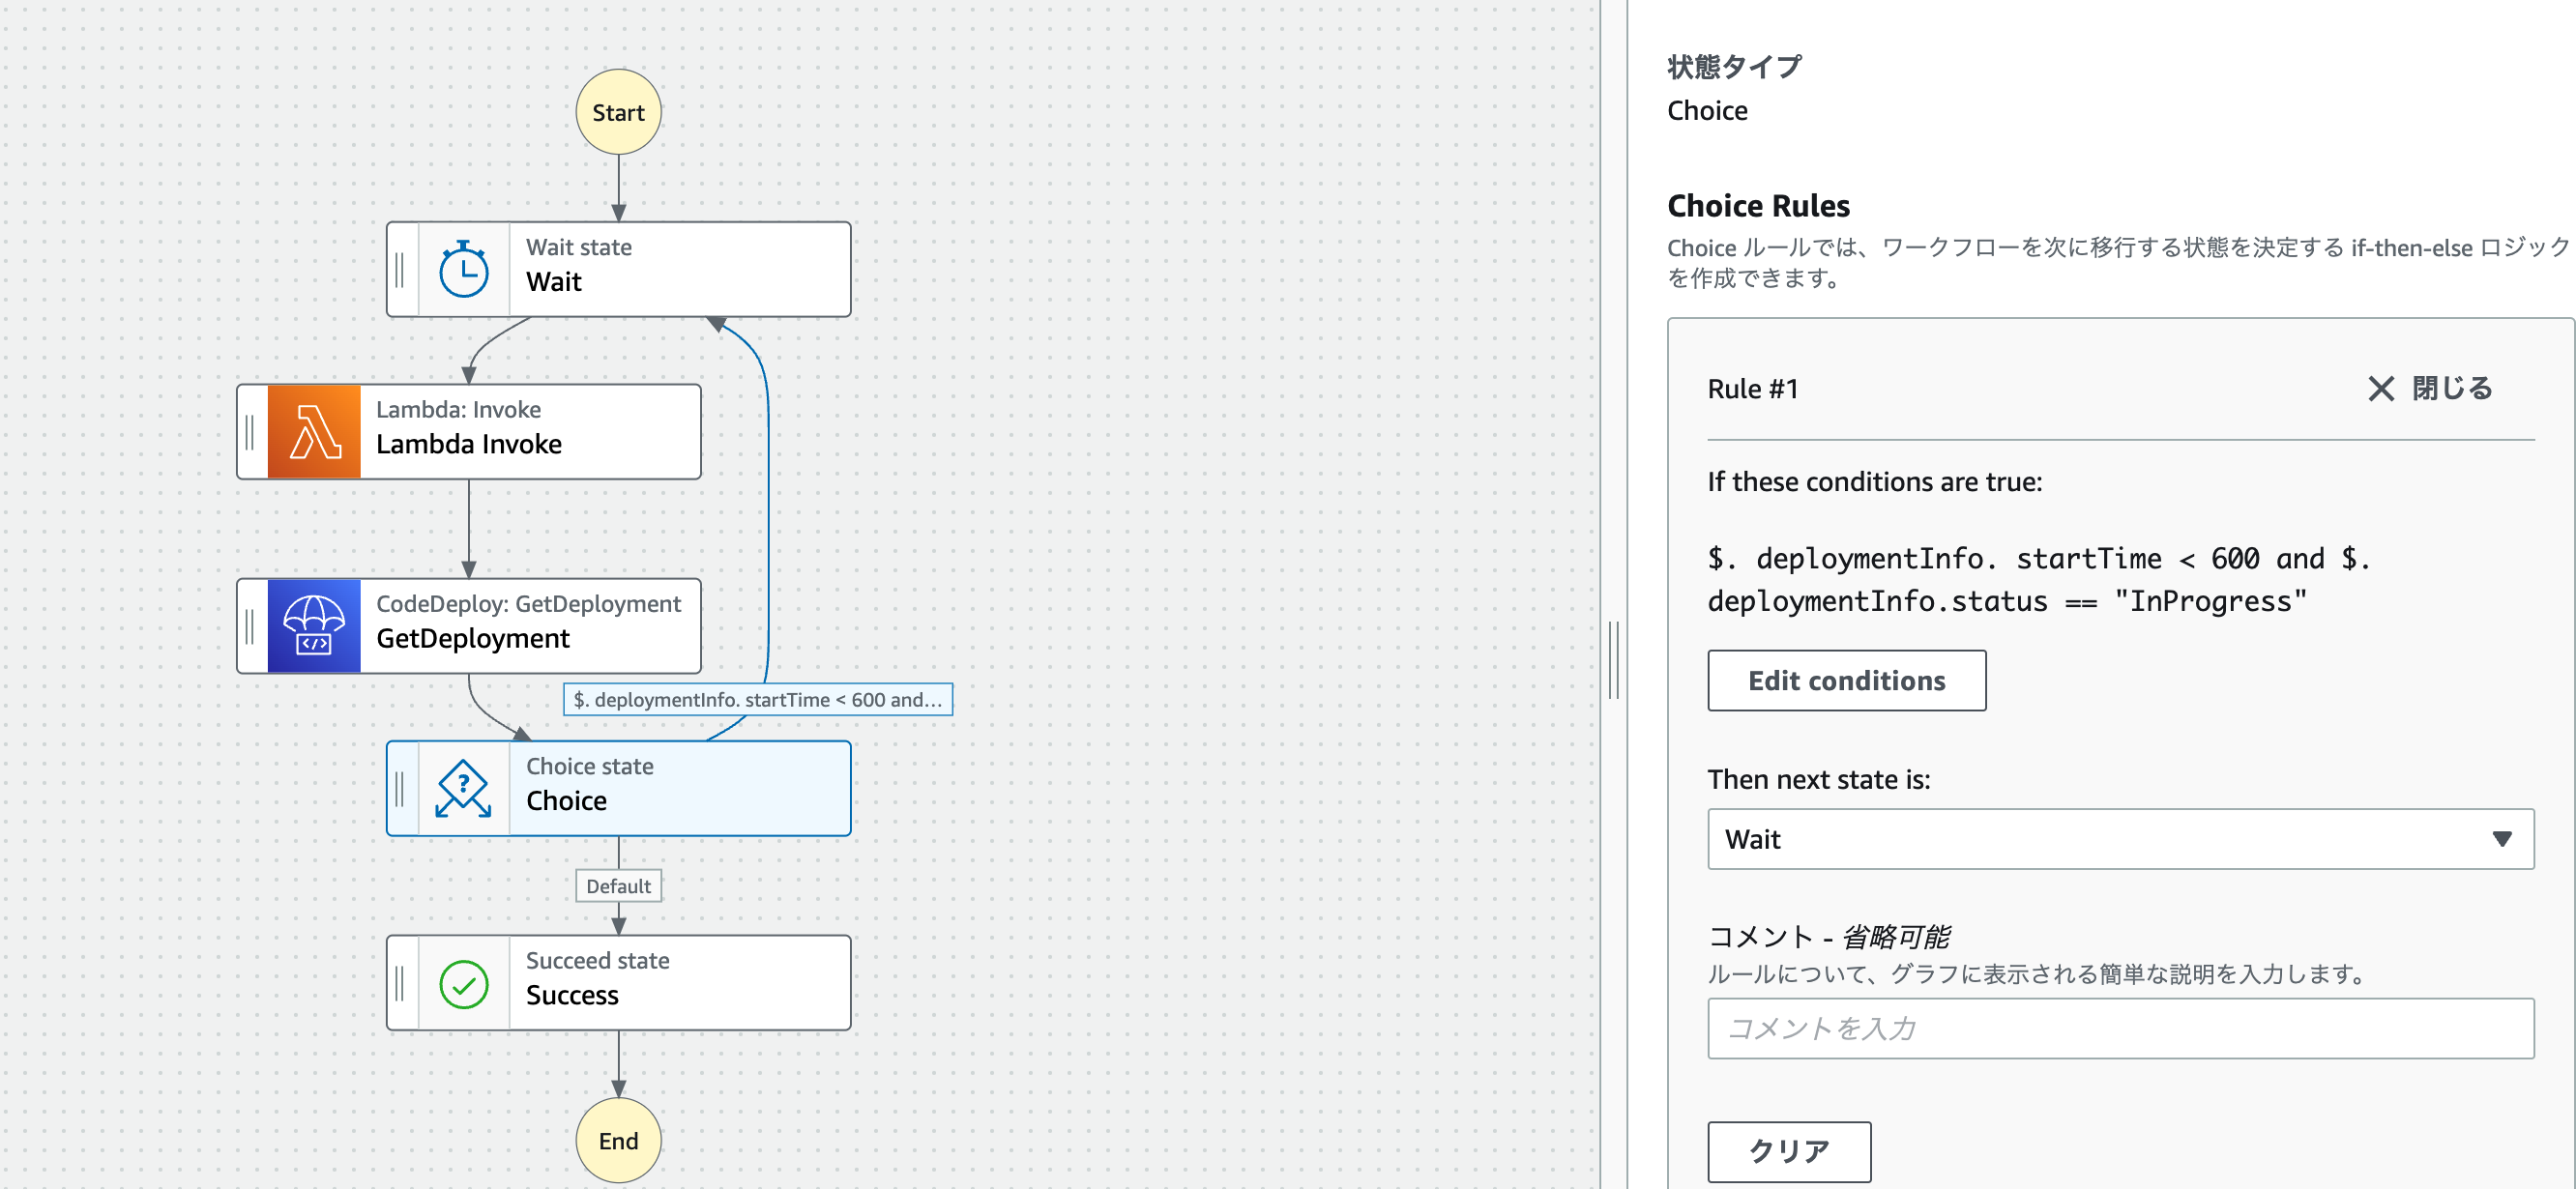 Start
Wait state
Wait
Lambda: Invoke
Lambda Invoke
CodeDeploy: GetDeployment
GetDeployment
$. deploymentInfo. startTime < 600 and...
Choice state
Choice
Default
Succeed state
Success
End
状態タイプ
Choice
Choice Rules
Choice ルールでは、ワークフローを次に移行する状態を決定する if-then-else ロジック
を作成できます。
Rule #1
閉じる
If these conditions are true:
$. deploymentInfo. startTime < 600 and $.
deploymentInfo.status == "InProgress"
Edit conditions
Then next state is:
Wait
コメント - 省略可能
ルールについて、グラフに表示される簡単な説明を入力します。
コメントを入力
クリア